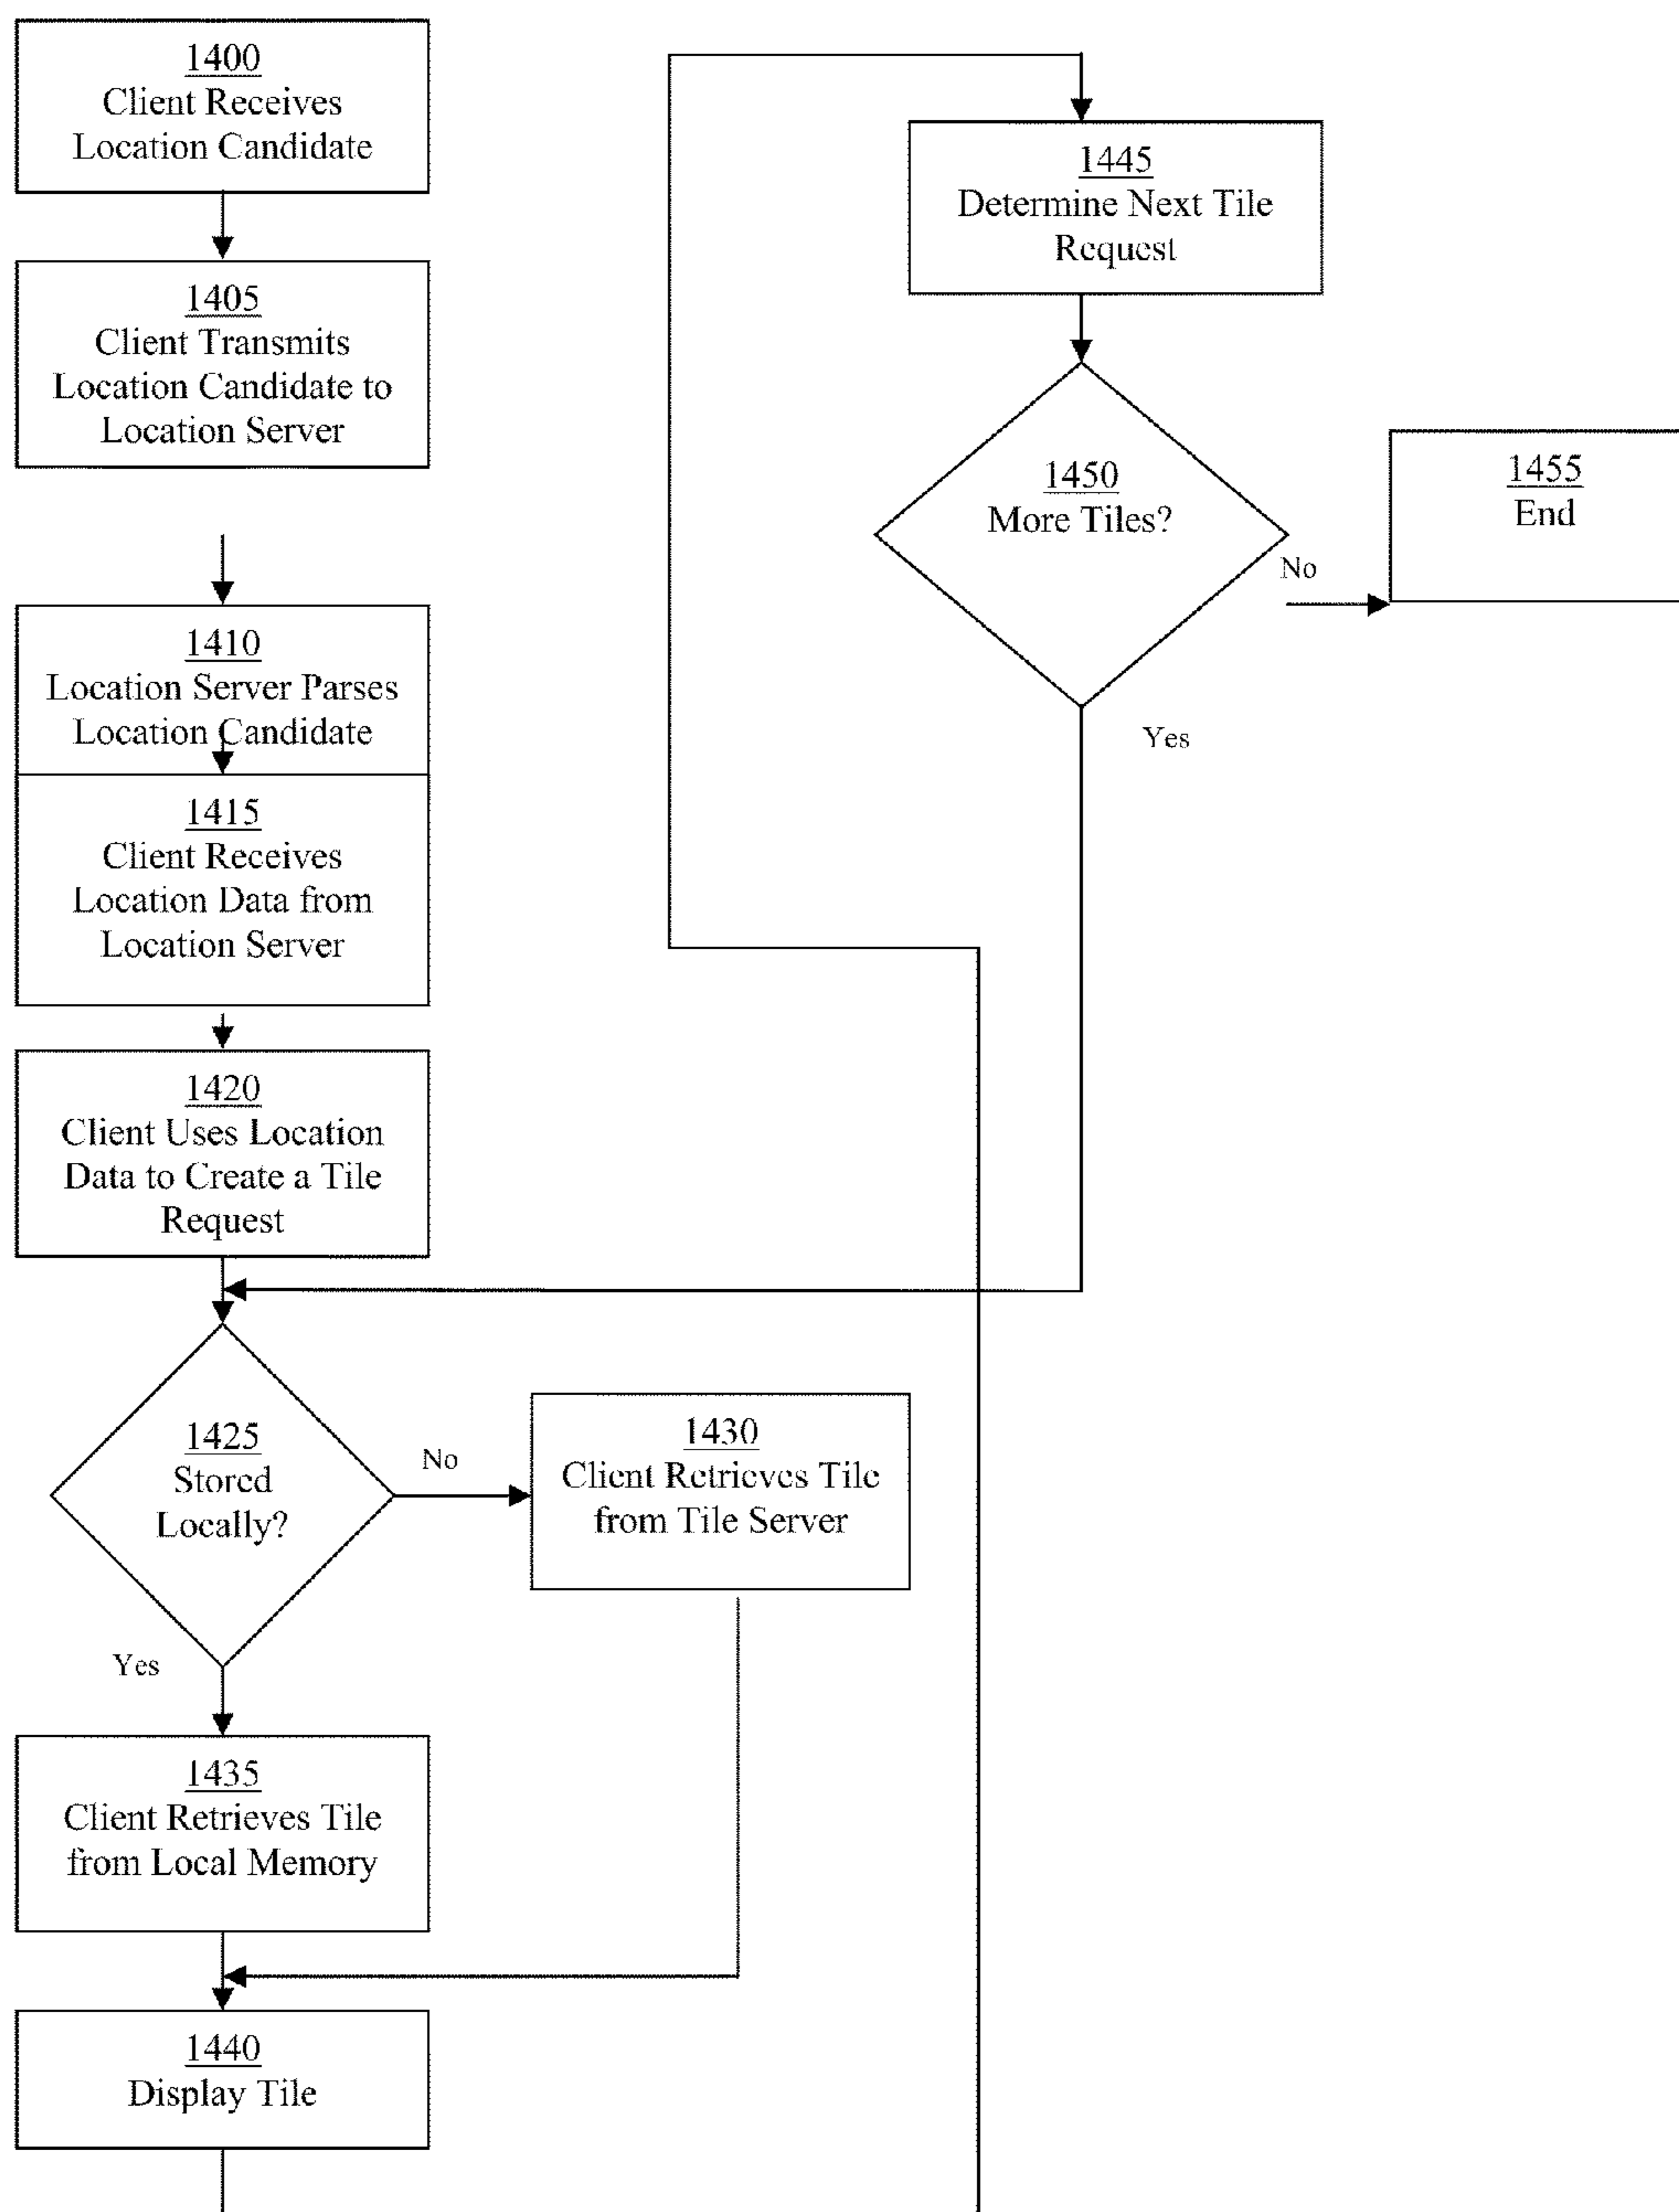 1400
Client Receives
Location Candidate
1405
Client Transmits
Location Candidate to
Location Server
1410
Location Server Parses
Location Candidate
1415
Client Receives
Location Data from
Location Server
1420
Client Uses Location
Data to Create a Tile
Request
1425
Stored
Locally?
No
Yes
1430
Client Retrieves Tile
from Tile Server
1435
Client Retrieves Tile
from Local Memory
1440
Display Tile
1445
Determine Next Tile
Request
1450
More Tiles?
No
Yes
1455
End